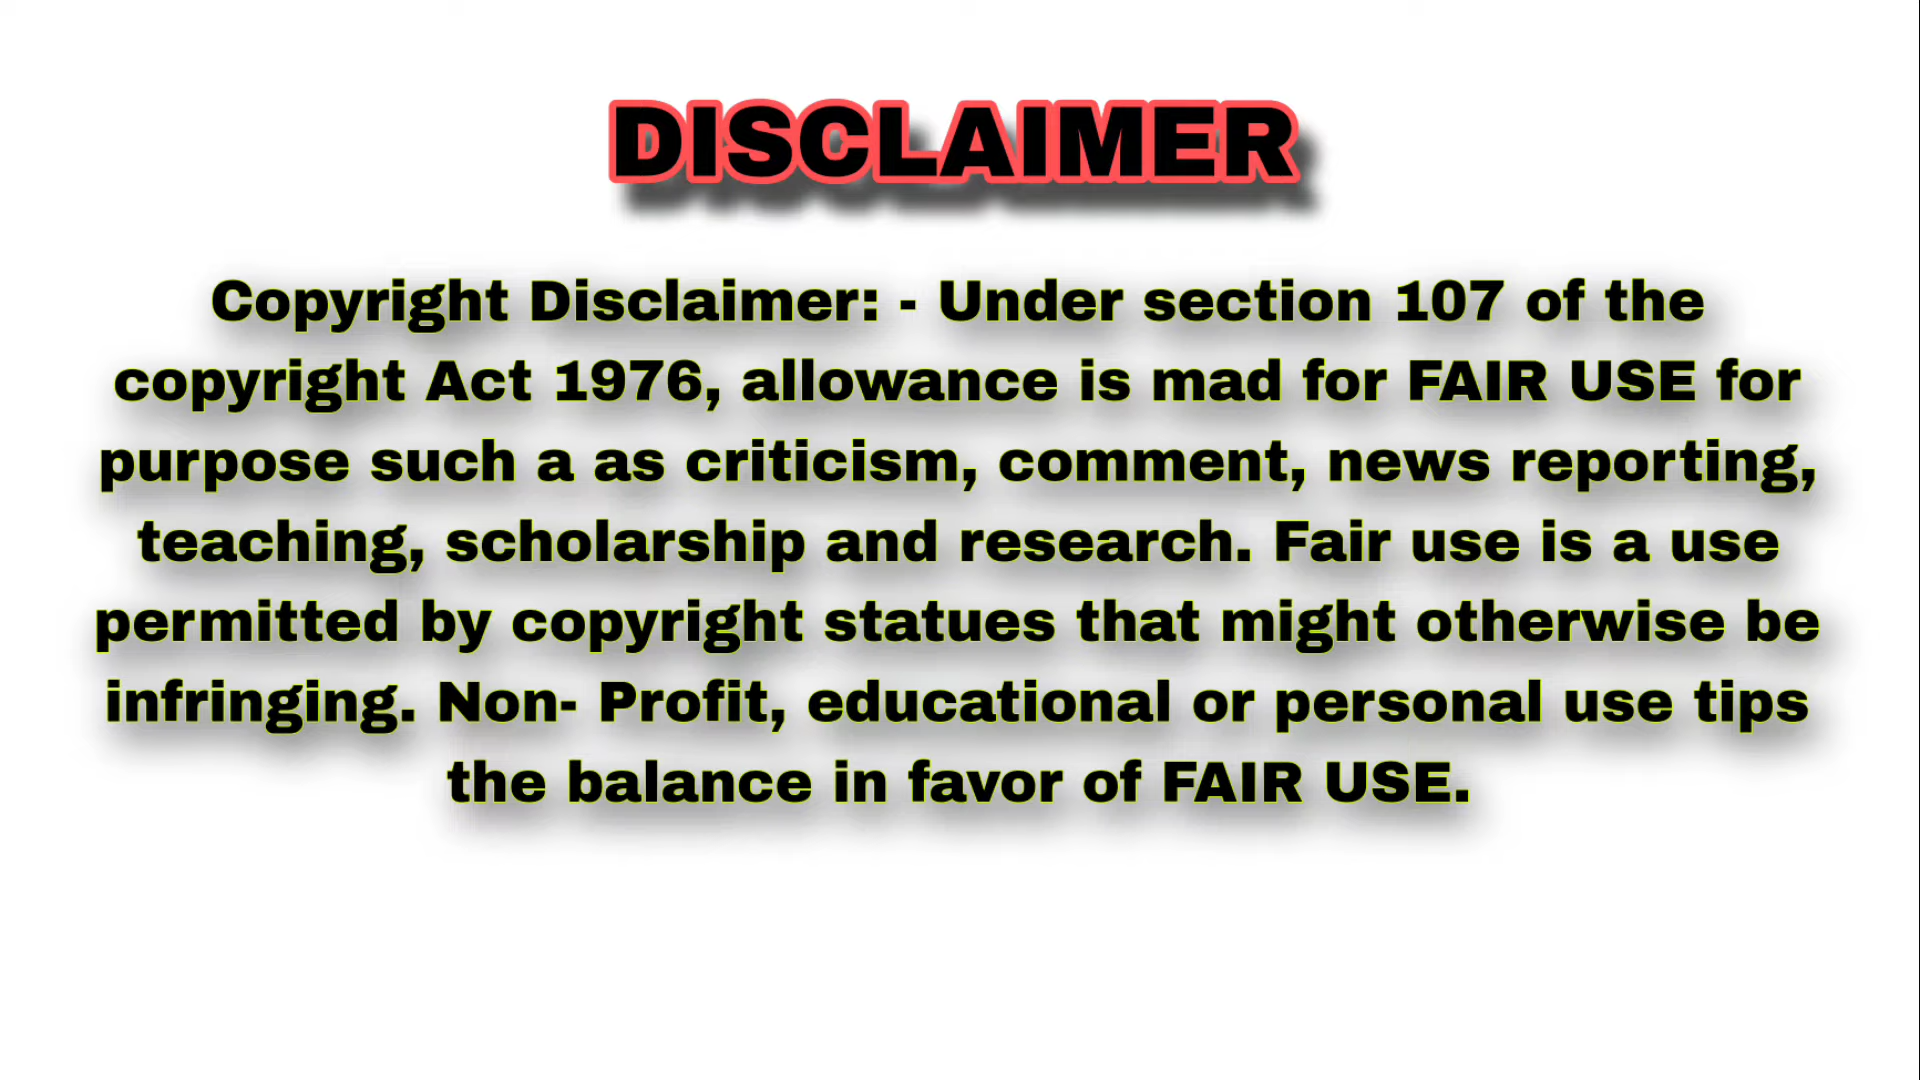 DISCLAIMER
Copyright Disclaimer: - Under section 107 of the
copyright Act 1976, allowance is mad for FAIR USE for
purpose such a as criticism, comment, news reporting,
teaching, scholarship and research. Fair use is a use
permitted by copyright statues that might otherwise be
infringing. Non- Profit, educational or personal use tips
the balance in favor of FAIR USE.